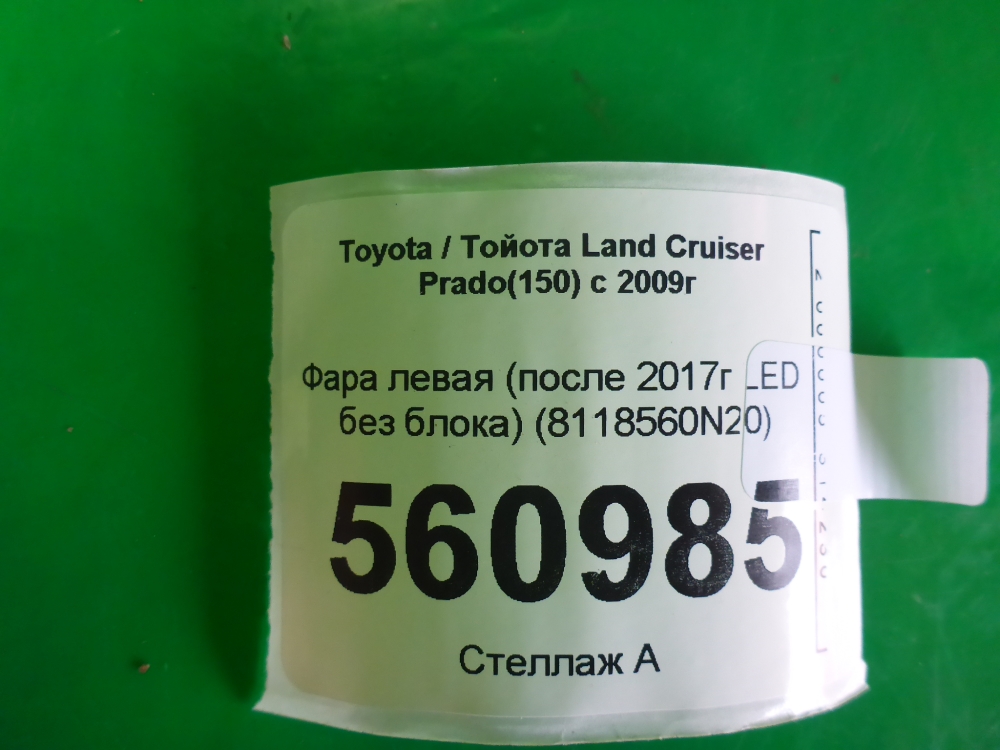 Toyota / Тойота Land Cruiser
Prado(150) с 2009г
Фара левая (после 2017г LED
без блока) (8118560N20)
560985
Стеллаж А